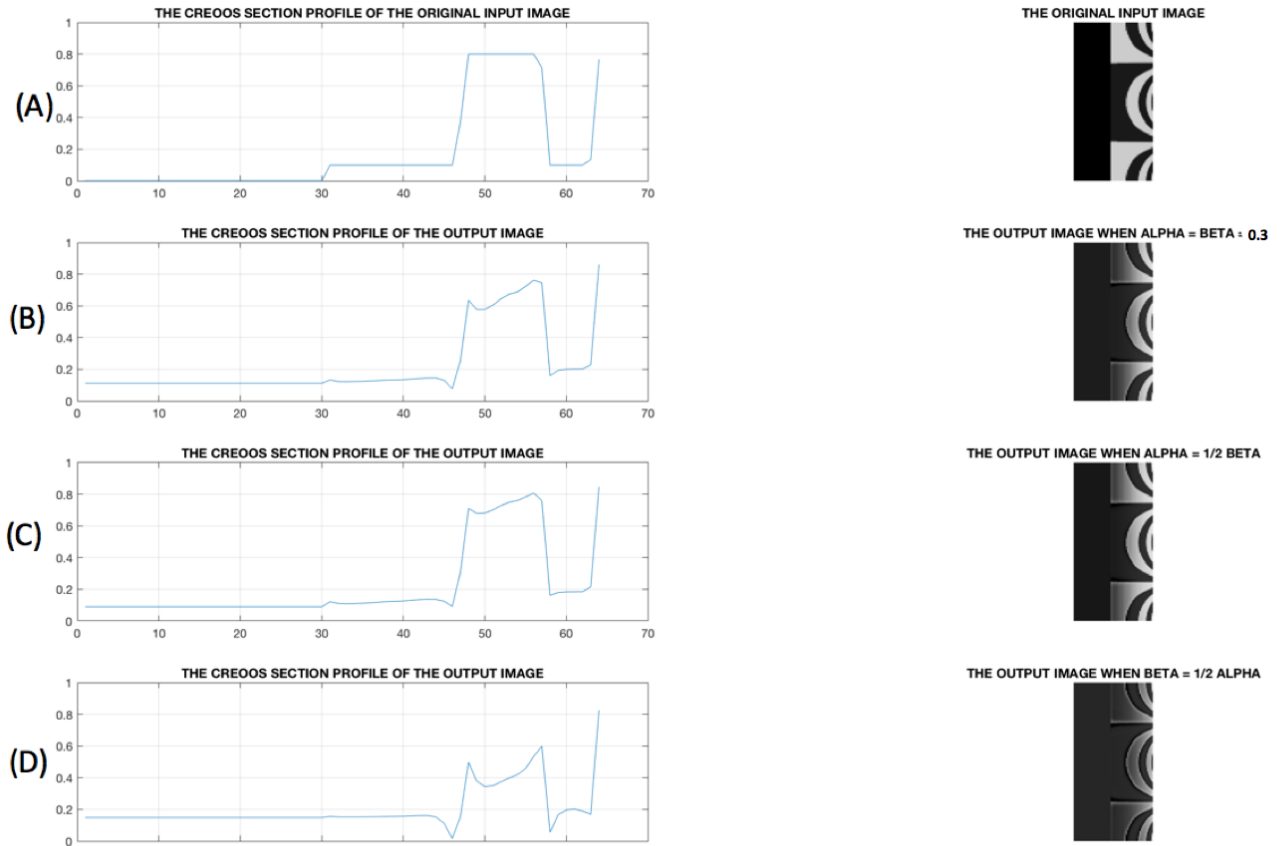 THE CREOOS SECTION PROFILE OF THE ORIGINAL INPUT IMAGE
THE ORIGINAL INPUT IMAGE
(A)
1
0.8
0.6
0.4
0.2
0
0 10 20 30 40 50 60 70
THE CREOOS SECTION PROFILE OF THE OUTPUT IMAGE
THE OUTPUT IMAGE WHEN ALPHA = BETA = 0.3
(B)
1
0.8
0.6
0.4
0.2
0
0 10 20 30 40 50 60 70
THE CREOOS SECTION PROFILE OF THE OUTPUT IMAGE
THE OUTPUT IMAGE WHEN ALPHA = 1/2 BETA
(C)
1
0.8
0.6
0.4
0.2
0
0 10 20 30 40 50 60 70
THE CREOOS SECTION PROFILE OF THE OUTPUT IMAGE
THE OUTPUT IMAGE WHEN BETA = 1/2 ALPHA
(D)
1
0.8
0.6
0.4
0.2
0